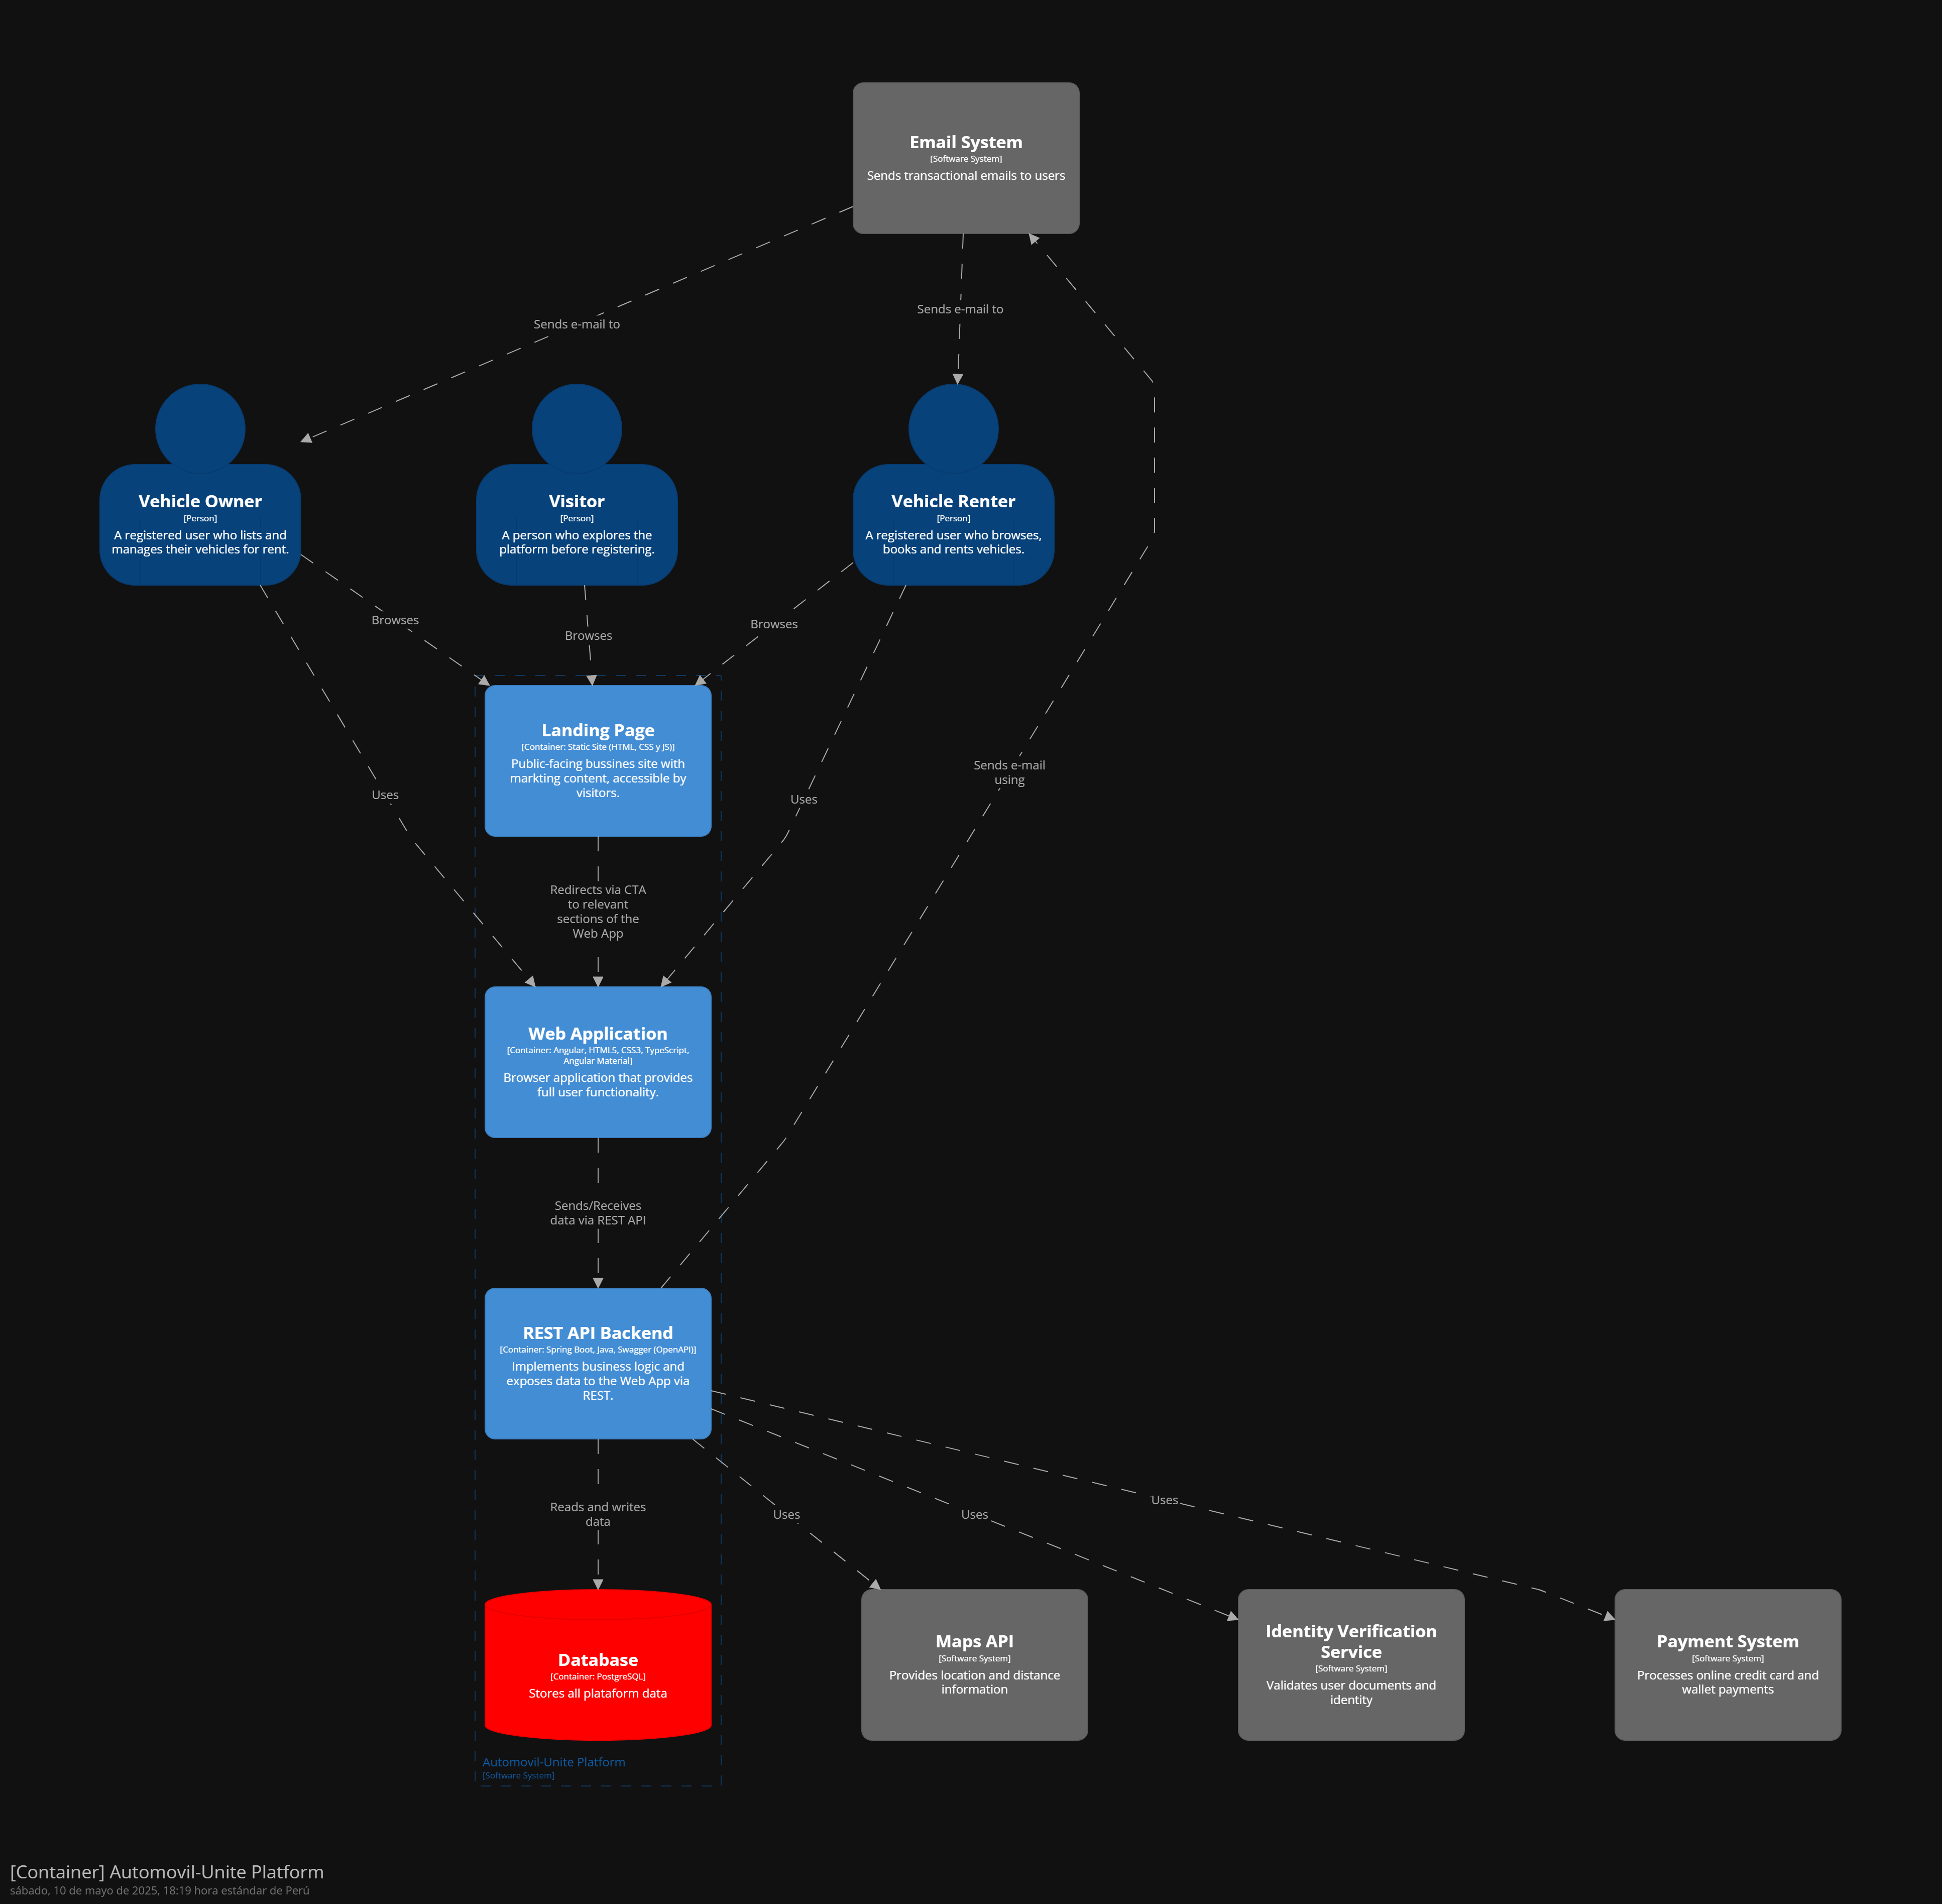 Email System
[Software System]
Sends transactional emails to users
Sends e-mail to
Sends e-mail to
Vehicle Owner
[Person]
A registered user who lists and
manages their vehicles for rent.
Visitor
[Person]
A person who explores the
platform before registering.
Vehicle Renter
[Person]
A registered user who browses,
books and rents vehicles.
Browses
Browses
Browses
Landing Page
[Container: Static Site (HTML, CSS y JS)]
Public-facing bussines site with
markting content, accessible by
visitors.
Uses
Uses
Sends e-mail
using
Redirects via CTA
to relevant
sections of the
Web App
Web Application
[Container: Angular, HTML5, CSS3, TypeScript,
Angular Material]
Browser application that provides
full user functionality.
Sends/Receives
data via REST API
REST API Backend
[Container: Spring Boot, Java, Swagger (OpenAPI)]
Implements business logic and
exposes data to the Web App via
REST.
Reads and writes
data
Uses
Uses
Uses
Database
[Container: PostgreSQL]
Stores all plataform data
Maps API
[Software System]
Provides location and distance
information
Identity Verification
Service
[Software System]
Validates user documents and
identity
Payment System
[Software System]
Processes online credit card and
wallet payments
Automovil-Unite Platform
[Software System]
[Container] Automovil-Unite Platform
sábado, 10 de mayo de 2025, 18:19 hora estándar de Perú